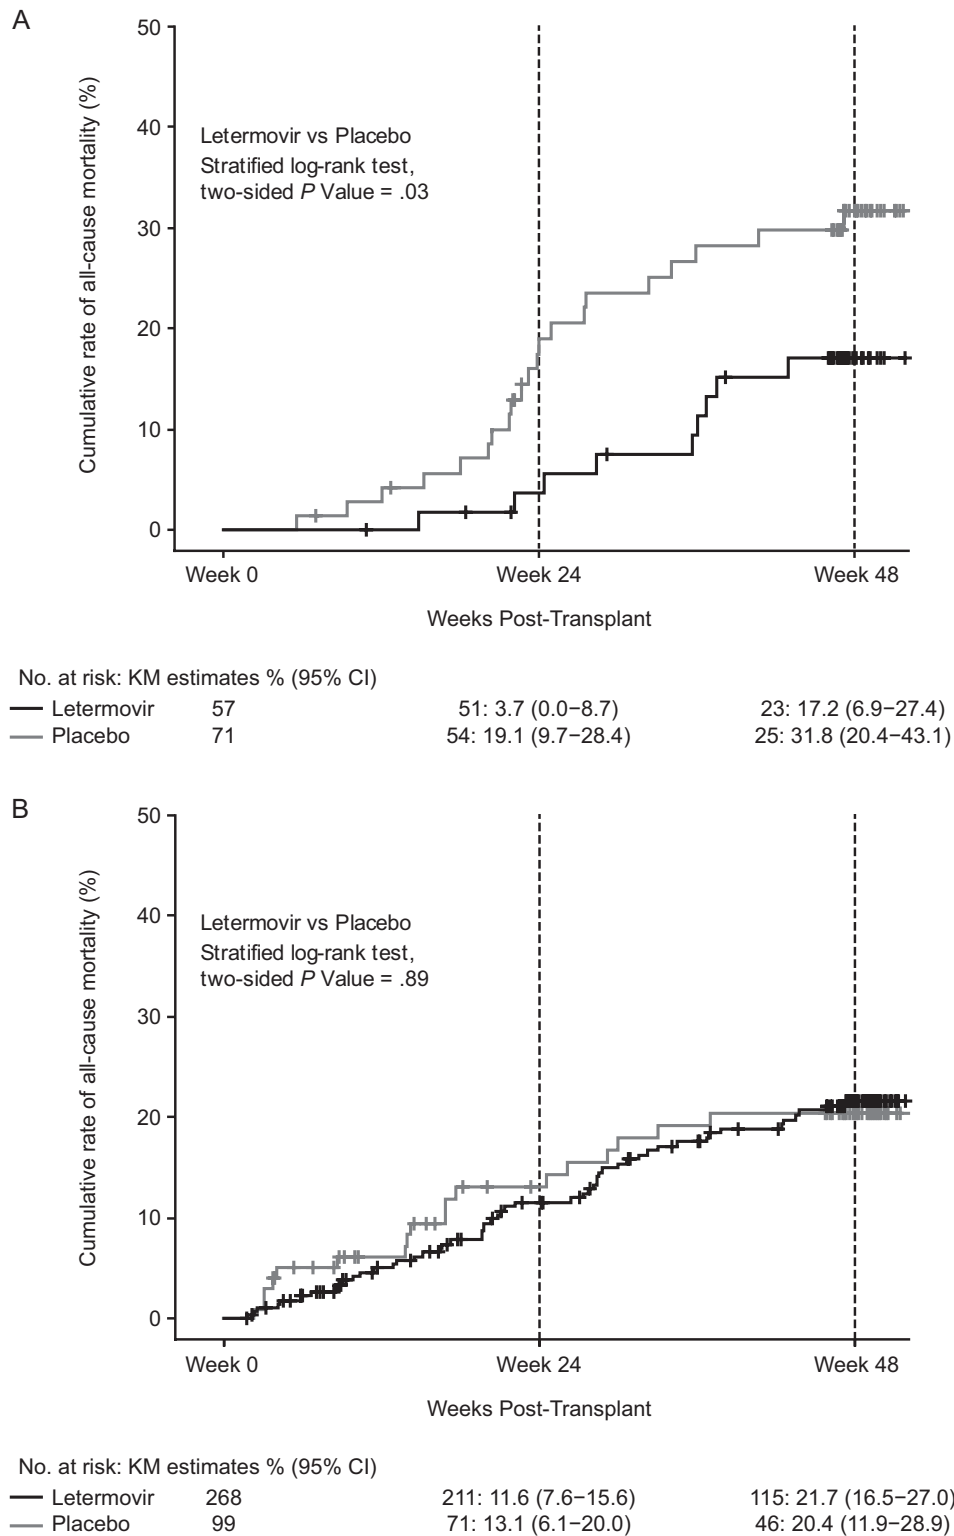 A
Cumulative rate of all-cause mortality (%)
50
40
30
20
10
0
Letermovir vs Placebo
Stratified log-rank test,
two-sided P Value = .03
Week 0 Week 24 Week 48
Weeks Post-Transplant
No. at risk: KM estimates % (95% CI)
Letermovir 57 51: 3.7 (0.0−8.7) 23: 17.2 (6.9−27.4)
Placebo 71 54: 19.1 (9.7−28.4) 25: 31.8 (20.4−43.1)
B
Cumulative rate of all-cause mortality (%)
50
40
30
20
10
0
Letermovir vs Placebo
Stratified log-rank test,
two-sided P Value = .89
Week 0 Week 24 Week 48
Weeks Post-Transplant
No. at risk: KM estimates % (95% CI)
Letermovir 268 211: 11.6 (7.6−15.6) 115: 21.7 (16.5−27.0)
Placebo 99 71: 13.1 (6.1−20.0) 46: 20.4 (11.9−28.9)